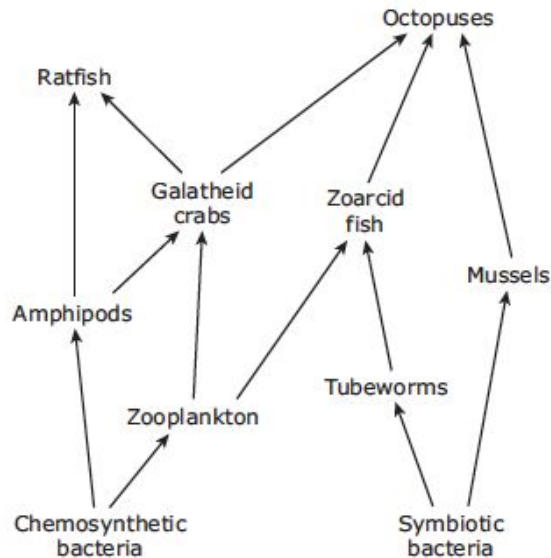 Octopuses
Ratfish
Galatheid
crabs
Zoarcid
fish
Mussels
Amphipods
Tubeworms
Zooplankton
Chemosynthetic
bacteria
Symbiotic
bacteria